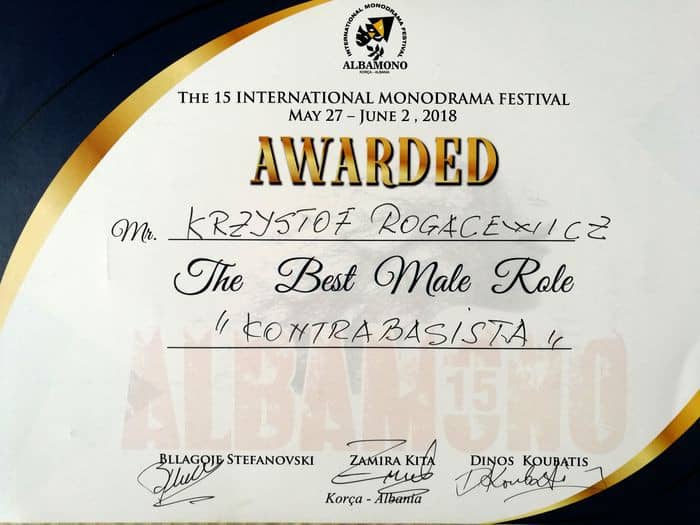 INTERNATIONAL MONODRAMA FESTIVAL
ALBAMONO
KORÇA - ALBANIA
THE 15 INTERNATIONAL MONODRAMA FESTIVAL
MAY 27 – JUNE 2 , 2018
AWARDED
Mr. KRZYSTOF ROGACEWIICZ
The Best Male Role
"KONTRABASISTA"
ALBAMONO
15
BLLAGOJE STEFANOVSKI ZAMIRA KITA DINOS KOUBATIS
Korça - Albania